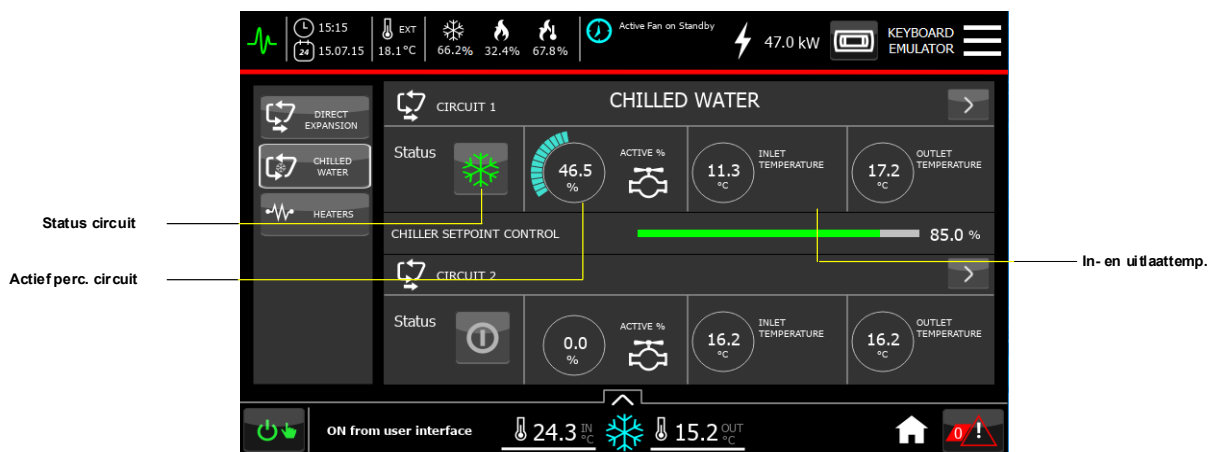 15:15
24 15.07.15
EXT
18.1°C
66.2%
32.4%
67.8%
Active Fan on Standby
47.0 kW
KEYBOARD
EMULATOR
DIRECT
EXPANSION
CHILLED
WATER
HEATERS
CIRCUIT 1
CHILLED WATER
Status
46.5
%
ACTIVE %
11.3
°C
INLET
TEMPERATURE
17.2
°C
OUTLET
TEMPERATURE
CHILLER SETPOINT CONTROL
85.0 %
CIRCUIT 2
Status
0.0
%
ACTIVE %
16.2
°C
INLET
TEMPERATURE
16.2
°C
OUTLET
TEMPERATURE
Status circuit
Actief perc. circuit
In- en uitlaattemp.
ON from user interface
24.3 IN °C
15.2 OUT °C
0 !